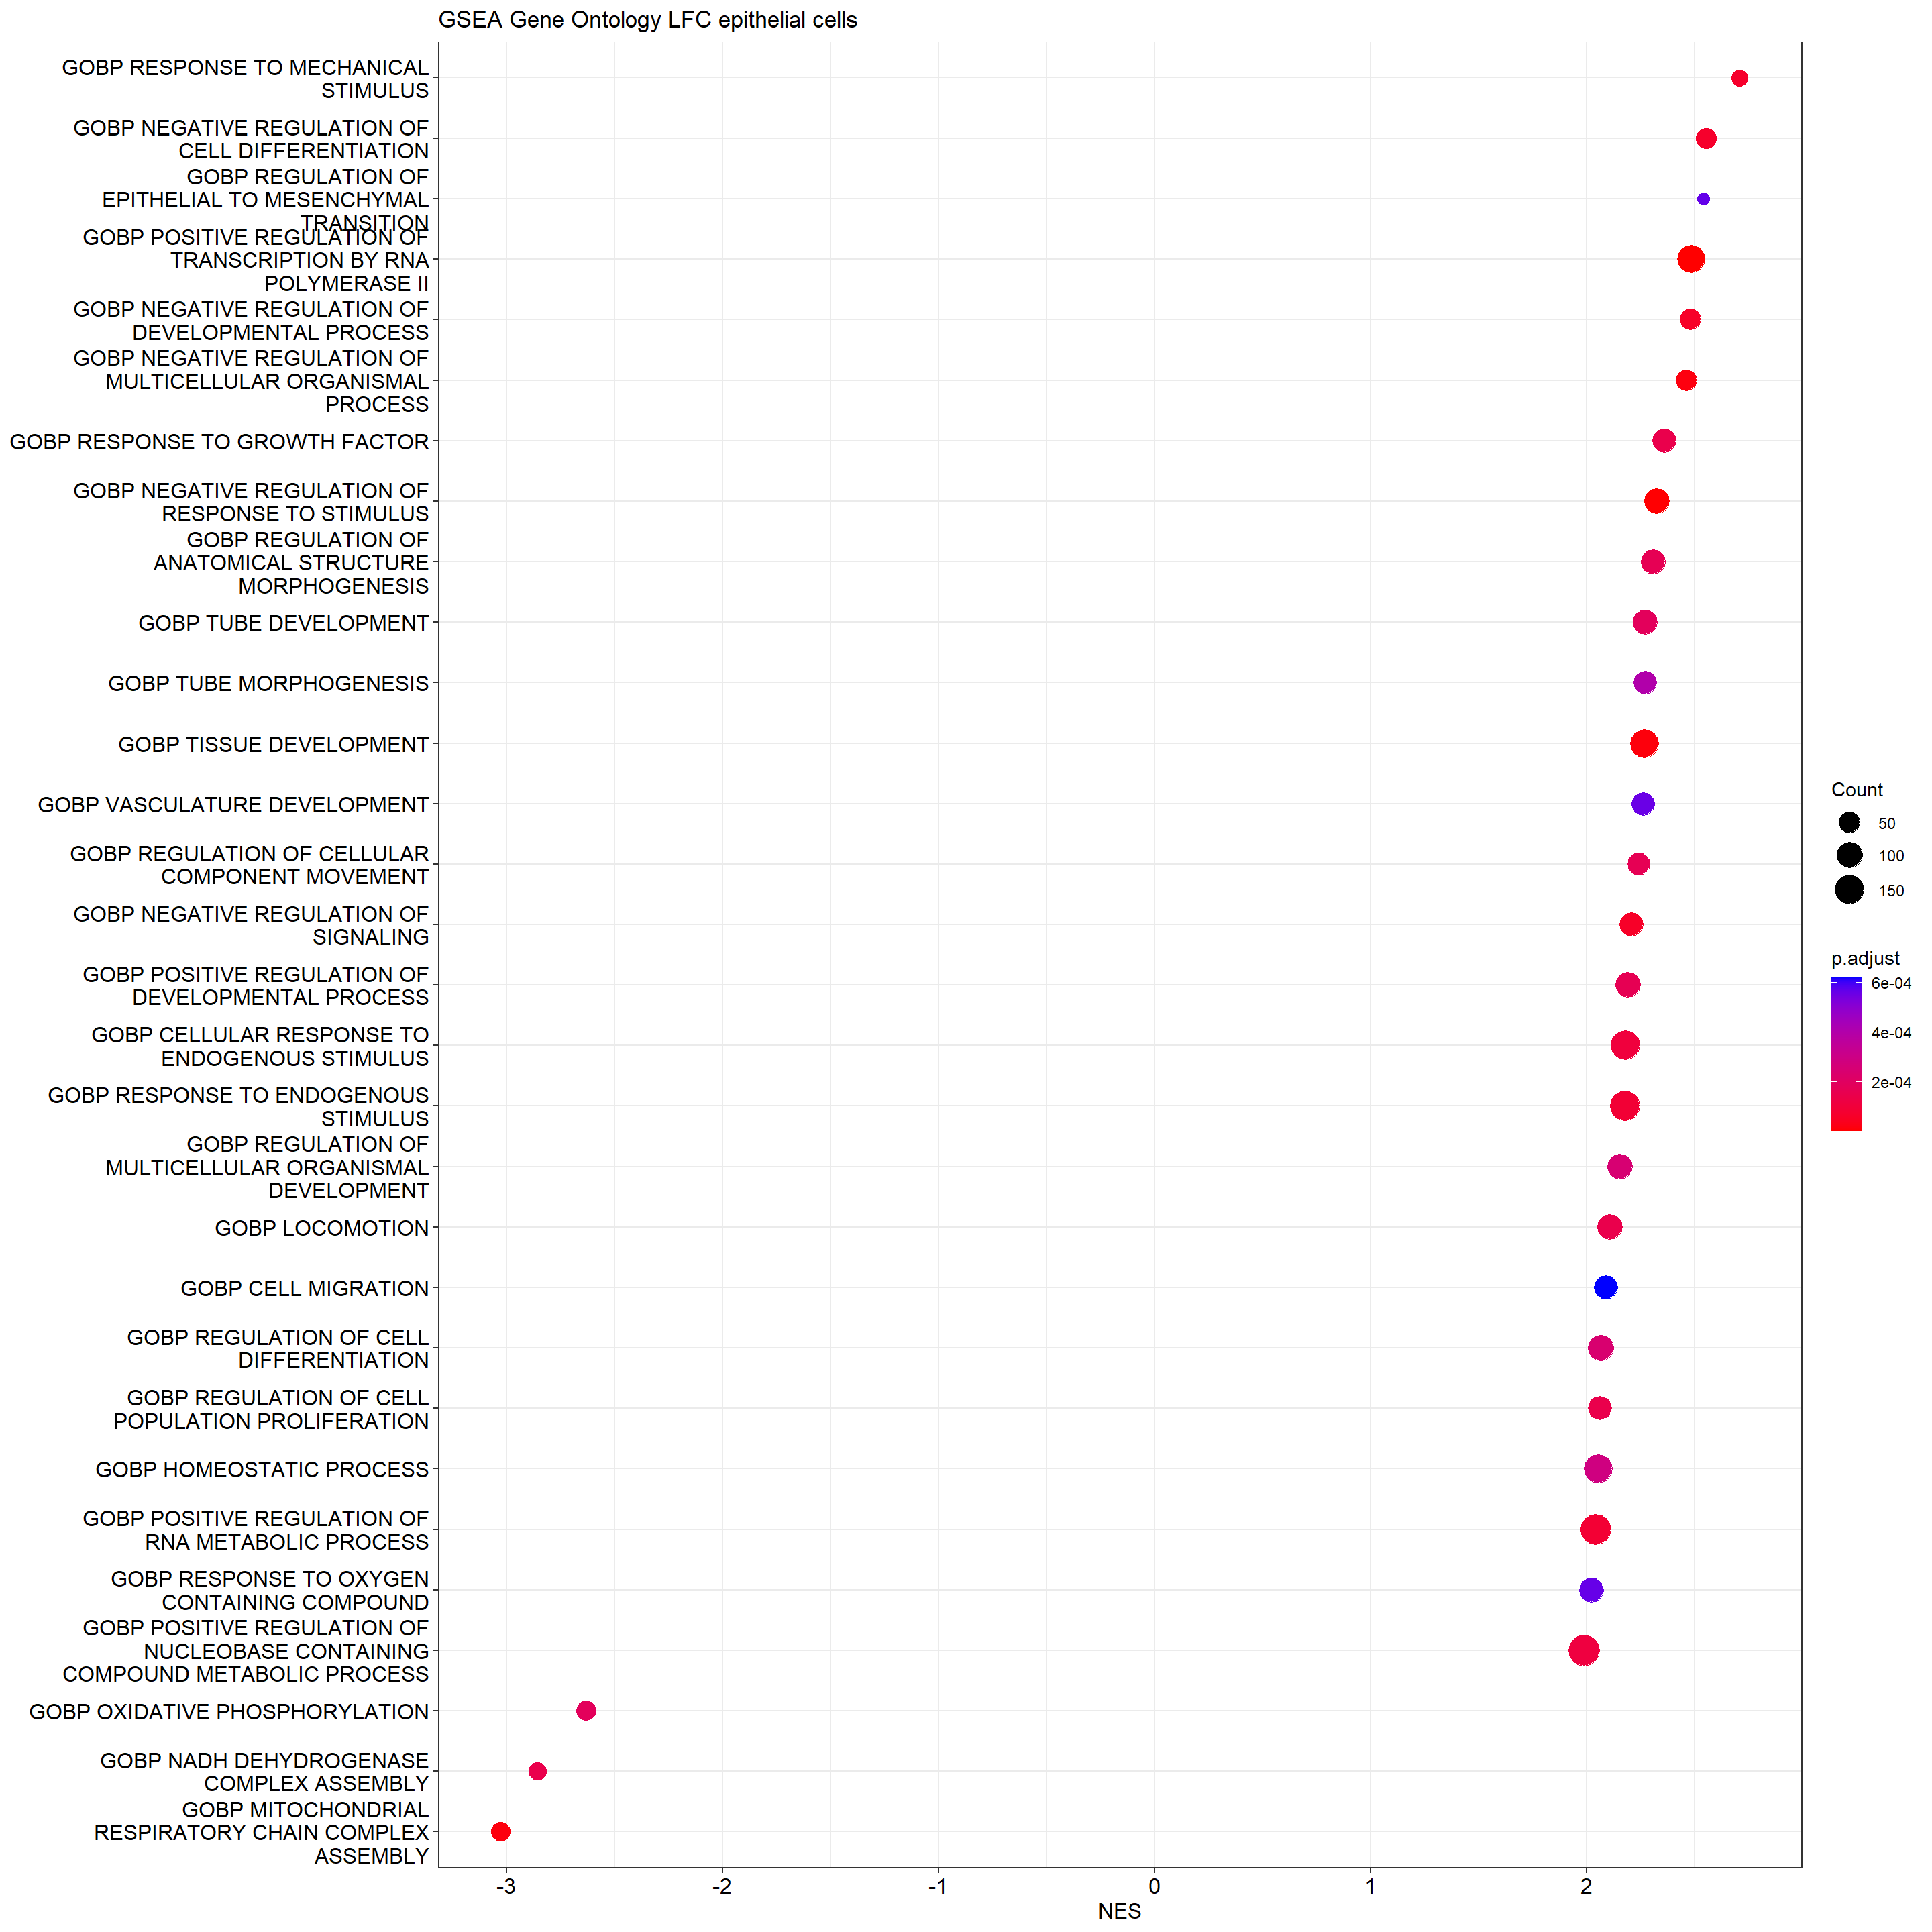 GSEA Gene Ontology LFC epithelial cells
GOBP RESPONSE TO MECHANICAL
STIMULUS
GOBP NEGATIVE REGULATION OF
CELL DIFFERENTIATION
GOBP REGULATION OF
EPITHELIAL TO MESENCHYMAL
TRANSITION
GOBP POSITIVE REGULATION OF
TRANSCRIPTION BY RNA
POLYMERASE II
GOBP NEGATIVE REGULATION OF
DEVELOPMENTAL PROCESS
GOBP NEGATIVE REGULATION OF
MULTICELLULAR ORGANISMAL
PROCESS
GOBP RESPONSE TO GROWTH FACTOR
GOBP NEGATIVE REGULATION OF
RESPONSE TO STIMULUS
GOBP REGULATION OF
ANATOMICAL STRUCTURE
MORPHOGENESIS
GOBP TUBE DEVELOPMENT
GOBP TUBE MORPHOGENESIS
GOBP TISSUE DEVELOPMENT
GOBP VASCULATURE DEVELOPMENT
GOBP REGULATION OF CELLULAR
COMPONENT MOVEMENT
GOBP NEGATIVE REGULATION OF
SIGNALING
GOBP POSITIVE REGULATION OF
DEVELOPMENTAL PROCESS
GOBP CELLULAR RESPONSE TO
ENDOGENOUS STIMULUS
GOBP RESPONSE TO ENDOGENOUS
STIMULUS
GOBP REGULATION OF
MULTICELLULAR ORGANISMAL
DEVELOPMENT
GOBP LOCOMOTION
GOBP CELL MIGRATION
GOBP REGULATION OF CELL
DIFFERENTIATION
GOBP REGULATION OF CELL
POPULATION PROLIFERATION
GOBP HOMEOSTATIC PROCESS
GOBP POSITIVE REGULATION OF
RNA METABOLIC PROCESS
GOBP RESPONSE TO OXYGEN
CONTAINING COMPOUND
GOBP POSITIVE REGULATION OF
NUCLEOBASE CONTAINING
COMPOUND METABOLIC PROCESS
GOBP OXIDATIVE PHOSPHORYLATION
GOBP NADH DEHYDROGENASE
COMPLEX ASSEMBLY
GOBP MITOCHONDRIAL
RESPIRATORY CHAIN COMPLEX
ASSEMBLY
-3 -2 -1 0 1 2
NES
Count
50
100
150
p.adjust
6e-04
4e-04
2e-04